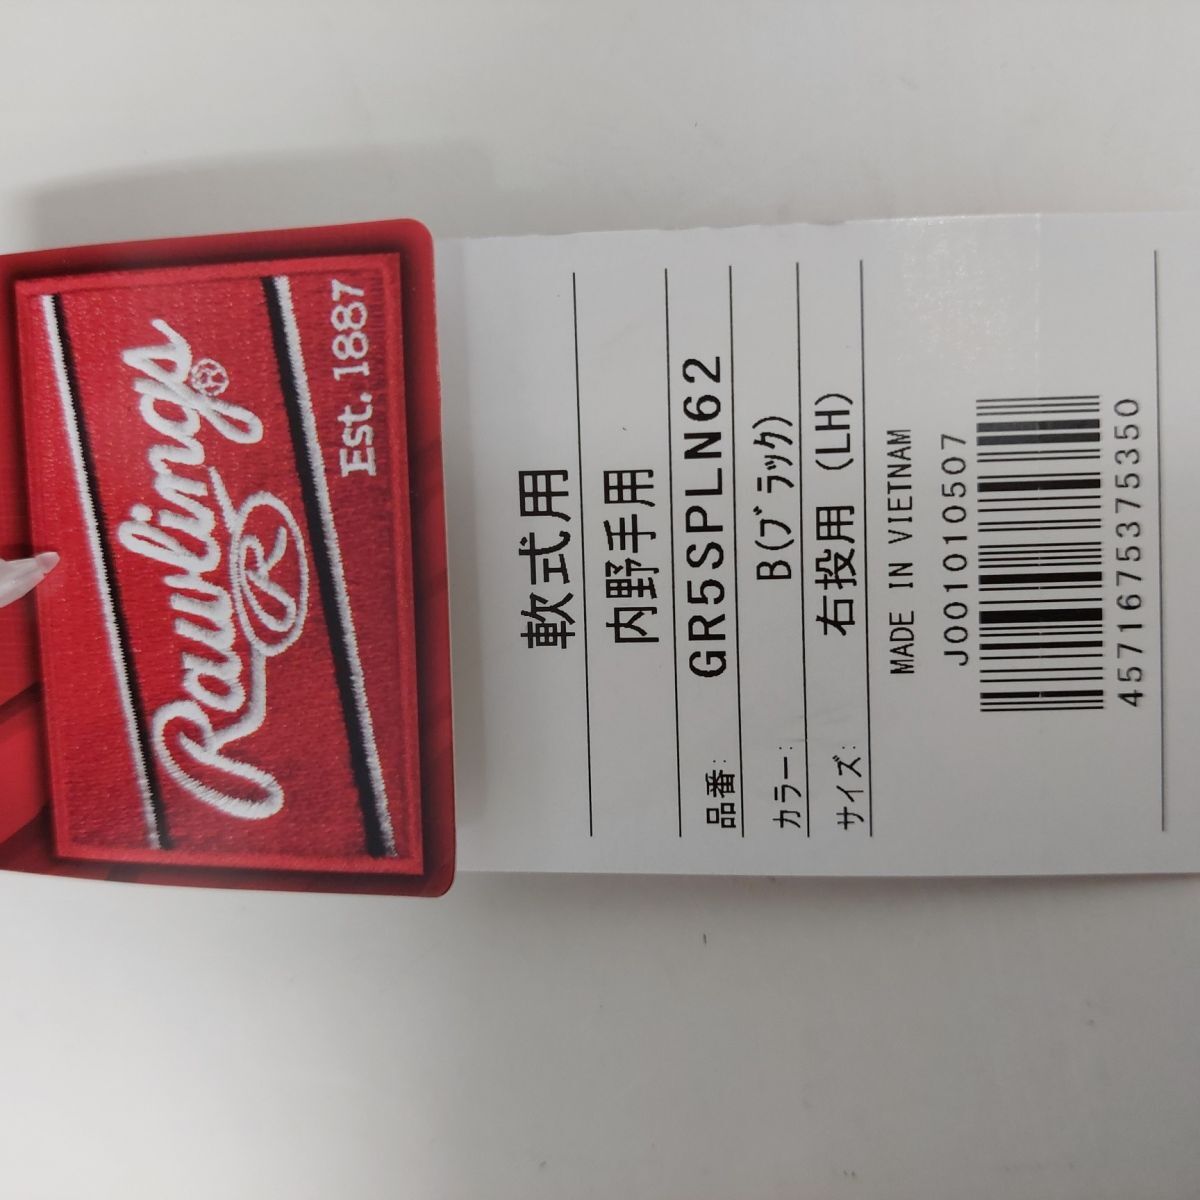 Rawlings
R
Est. 1887
軟式用
内野手用
品番: GR5SPLN62
カラー: B(ﾌﾞﾗｯｸ)
サイズ: 右投用 (LH)
MADE IN VIETNAM
J001010507
4571675375350